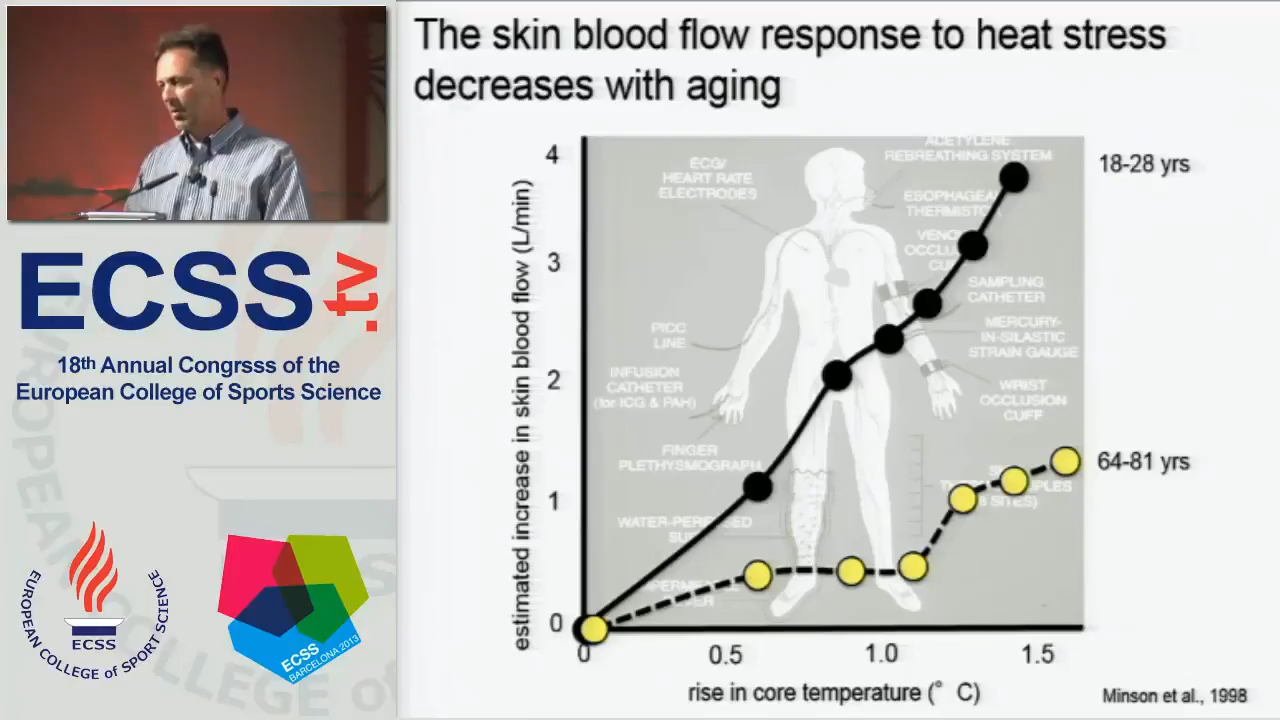 The skin blood flow response to heat stress
decreases with aging
ECSS
.tv
18th Annual Congrsss of the
European College of Sports Science
EUROPEAN COLLEGE of SPORT SCIENCE
ECSS
ECSS
BARCELONA 2013
estimated increase in skin blood flow (L/min)
4
3
2
1
0
ACETYLENE
REBREATHING SYSTEM
ECG/
HEART RATE
ELECTRODES
ESOPHAGEAL
SAMPLING
CATHETER
MERCURY-
IN-SILASTIC
STRAIN GAUGE
PICC
LINE
INFUSION
CATHETER
(for ICG & PAH)
WRIST
OCCLUSION
CUFF
FINGER
18-28 yrs
64-81 yrs
0
0.5
1.0
1.5
rise in core temperature (° C)
Minson et al., 1998